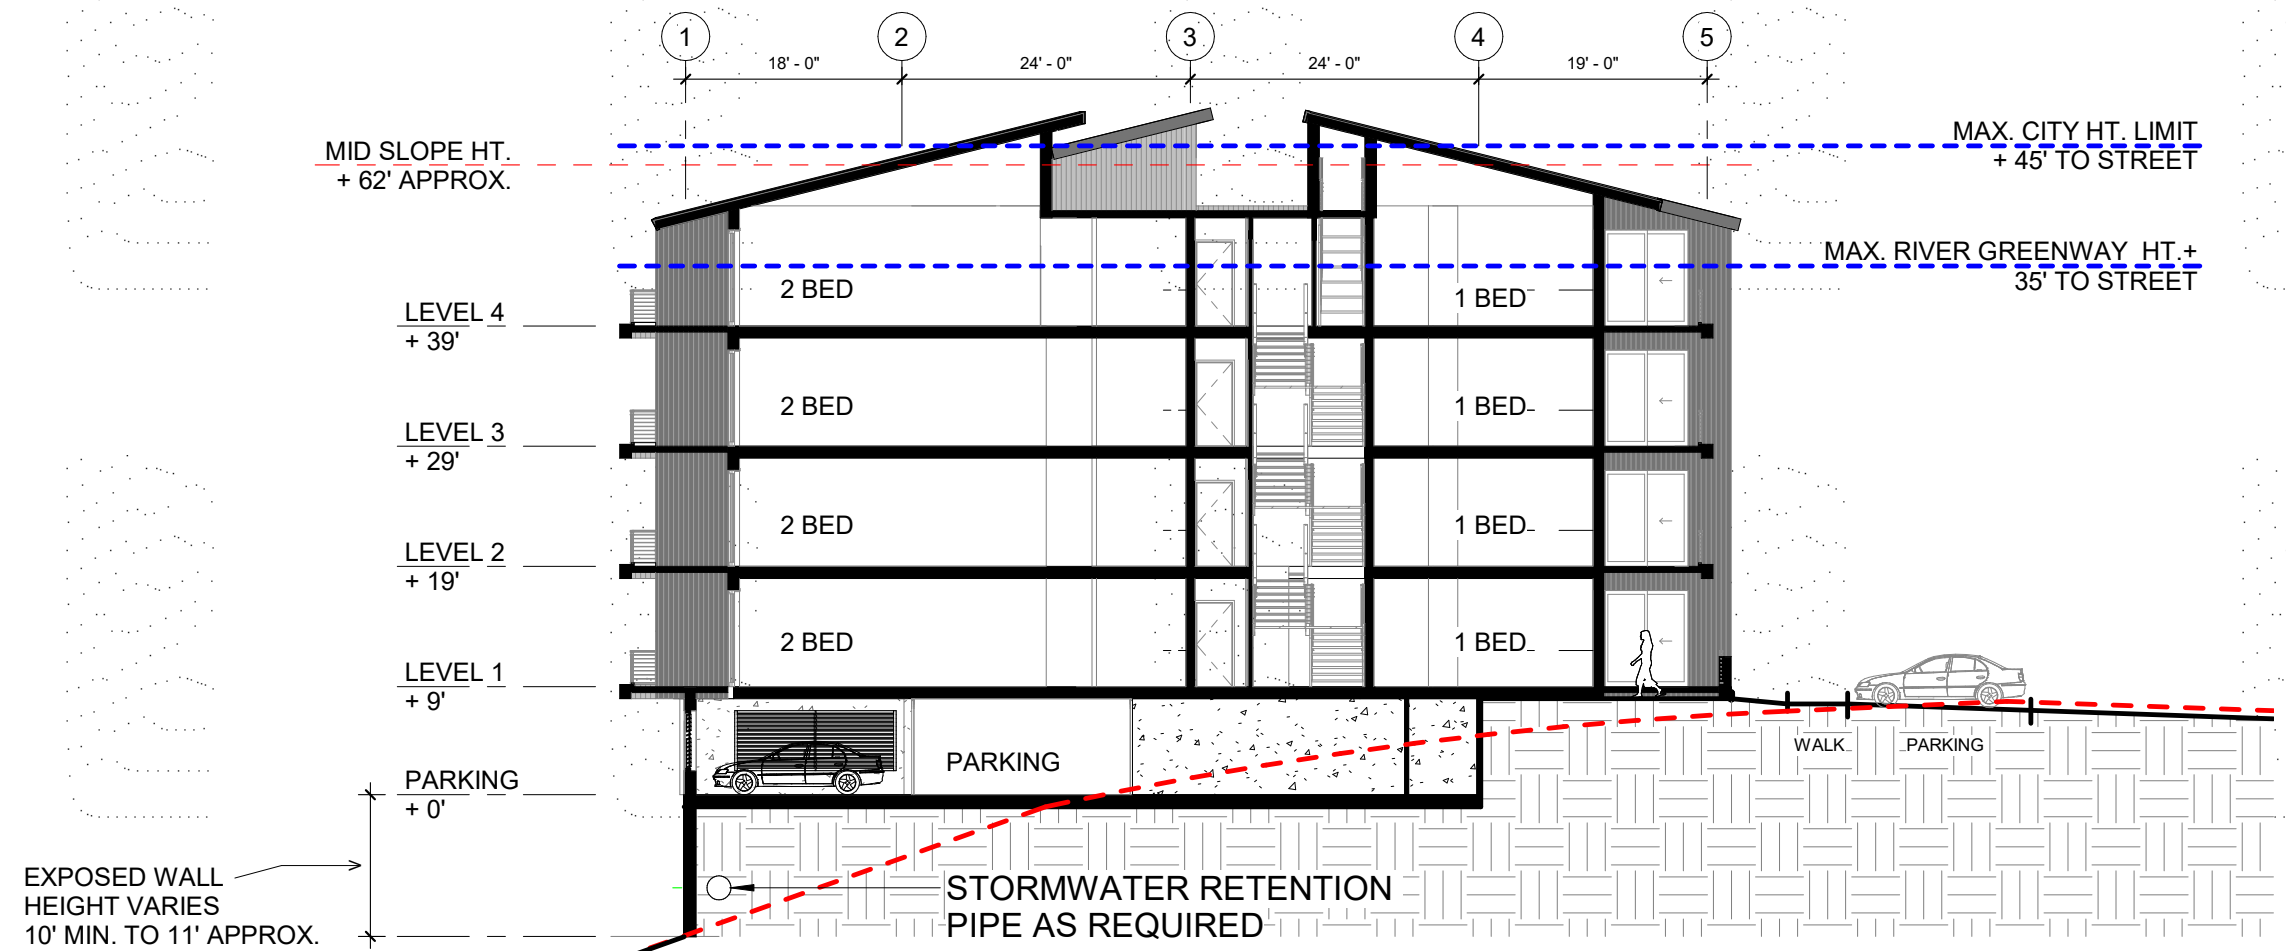 1 2 3 4 5
18' - 0" 24' - 0" 24' - 0" 19' - 0"
MID SLOPE HT.
+ 62' APPROX.
MAX. CITY HT. LIMIT
+ 45' TO STREET
MAX. RIVER GREENWAY HT.+
35' TO STREET
LEVEL 4
+ 39'
2 BED
1 BED
LEVEL 3
+ 29'
2 BED
1 BED
LEVEL 2
+ 19'
2 BED
1 BED
LEVEL 1
+ 9'
2 BED
1 BED
PARKING
+ 0'
PARKING
WALK
PARKING
EXPOSED WALL
HEIGHT VARIES
10' MIN. TO 11' APPROX.
STORMWATER RETENTION
PIPE AS REQUIRED